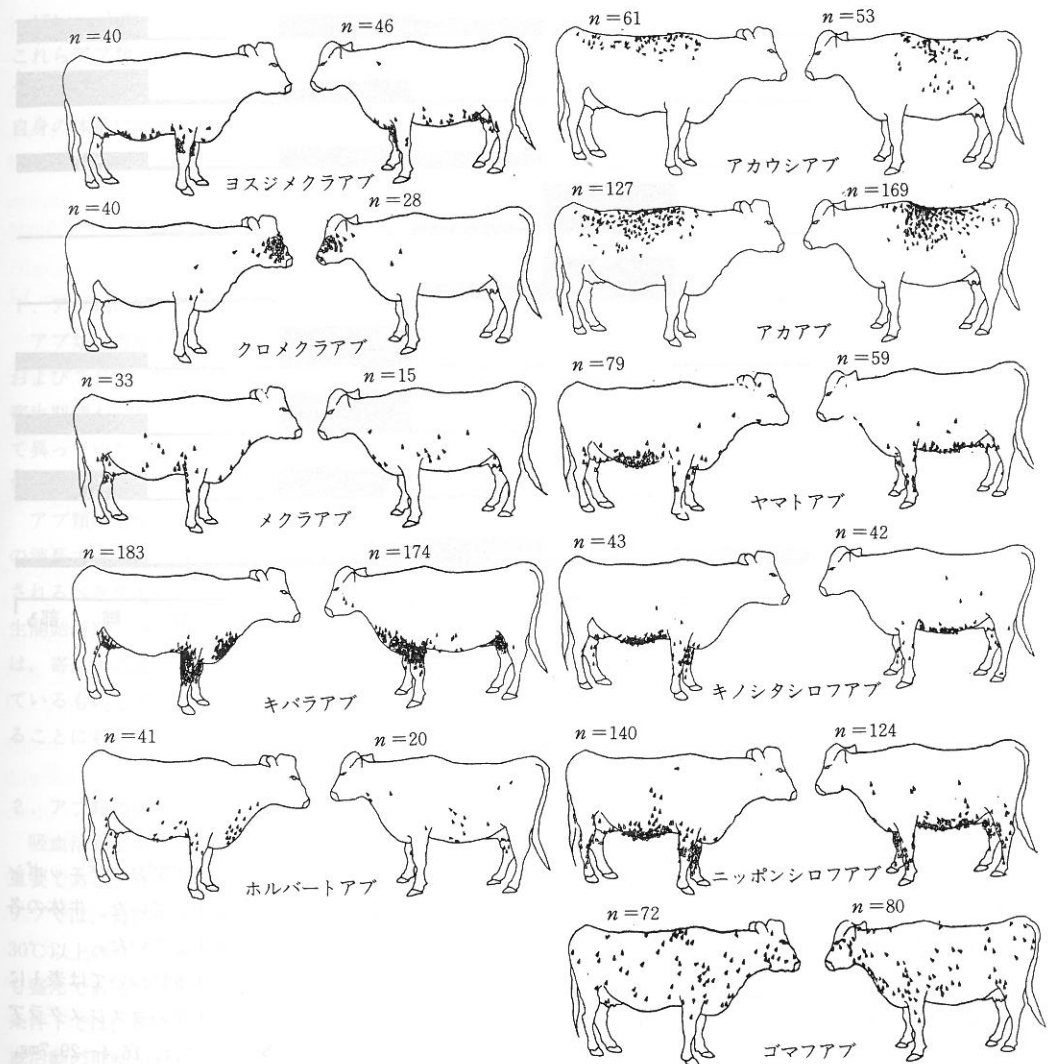 n=40
n=46
ヨスジメクラアブ
n=40
n=28
クロメクラアブ
n=33
n=15
メクラアブ
n=183
n=174
キバラアブ
n=41
n=20
ホルバートアブ
n=61
n=53
アカウシアブ
n=127
n=169
アカアブ
n=79
n=59
ヤマトアブ
n=43
n=42
キノシタシロフアブ
n=140
n=124
ニッポンシロフアブ
n=72
n=80
ゴマフアブ